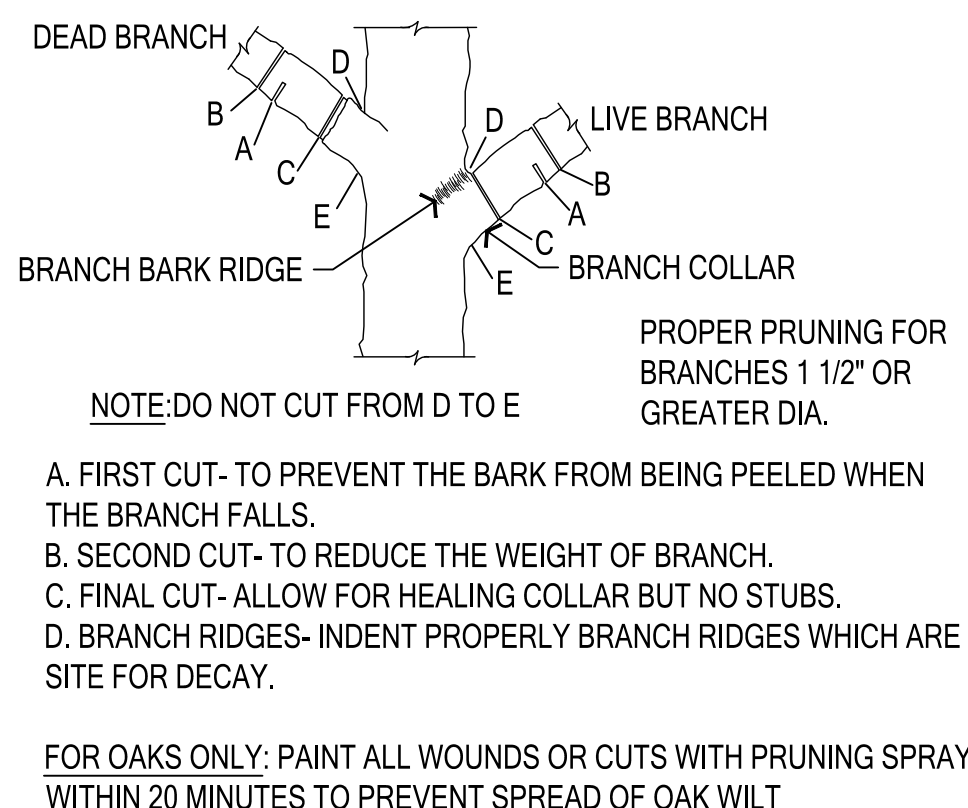 DEAD BRANCH
D
B
A
C
E
D
LIVE BRANCH
B
A
C
E
BRANCH BARK RIDGE
BRANCH COLLAR
PROPER PRUNING FOR
BRANCHES 1 1/2" OR
GREATER DIA.
NOTE:DO NOT CUT FROM D TO E
A. FIRST CUT- TO PREVENT THE BARK FROM BEING PEELED WHEN
THE BRANCH FALLS.
B. SECOND CUT- TO REDUCE THE WEIGHT OF BRANCH.
C. FINAL CUT- ALLOW FOR HEALING COLLAR BUT NO STUBS.
D. BRANCH RIDGES- INDENT PROPERLY BRANCH RIDGES WHICH ARE
SITE FOR DECAY.
FOR OAKS ONLY: PAINT ALL WOUNDS OR CUTS WITH PRUNING SPRAY
WITHIN 20 MINUTES TO PREVENT SPREAD OF OAK WILT